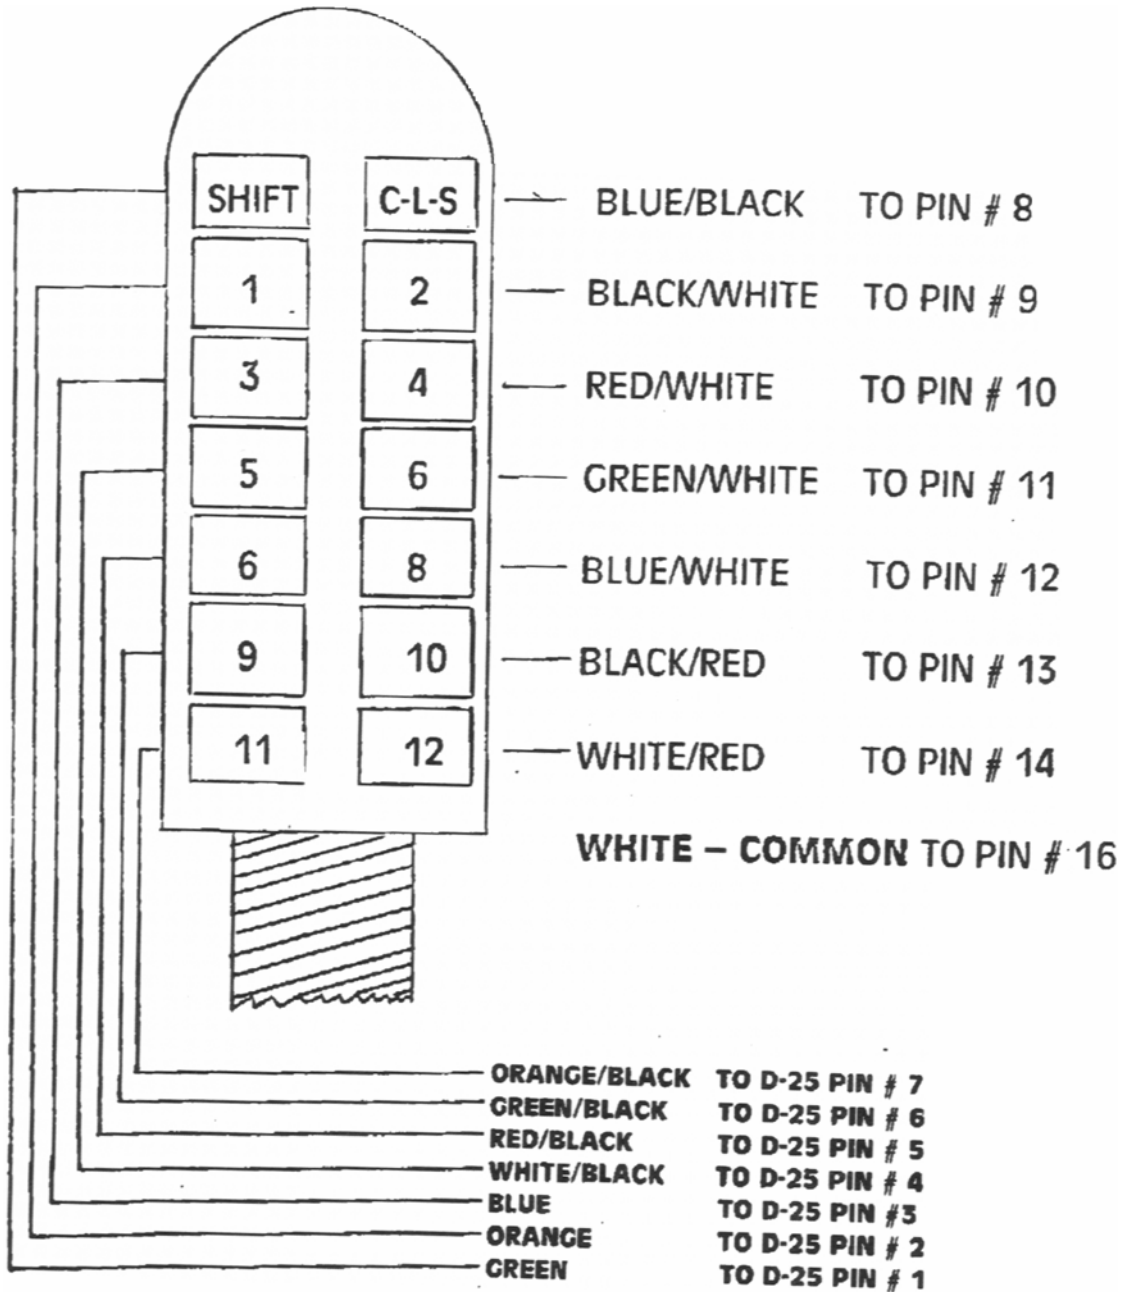 SHIFT C-L-S BLUE/BLACK TO PIN # 8
1 2 BLACK/WHITE TO PIN # 9
3 4 RED/WHITE TO PIN # 10
5 6 GREEN/WHITE TO PIN # 11
6 8 BLUE/WHITE TO PIN # 12
9 10 BLACK/RED TO PIN # 13
11 12 WHITE/RED TO PIN # 14
WHITE – COMMON TO PIN # 16
ORANGE/BLACK TO D-25 PIN # 7
GREEN/BLACK TO D-25 PIN # 6
RED/BLACK TO D-25 PIN # 5
WHITE/BLACK TO D-25 PIN # 4
BLUE TO D-25 PIN #3
ORANGE TO D-25 PIN # 2
GREEN TO D-25 PIN # 1